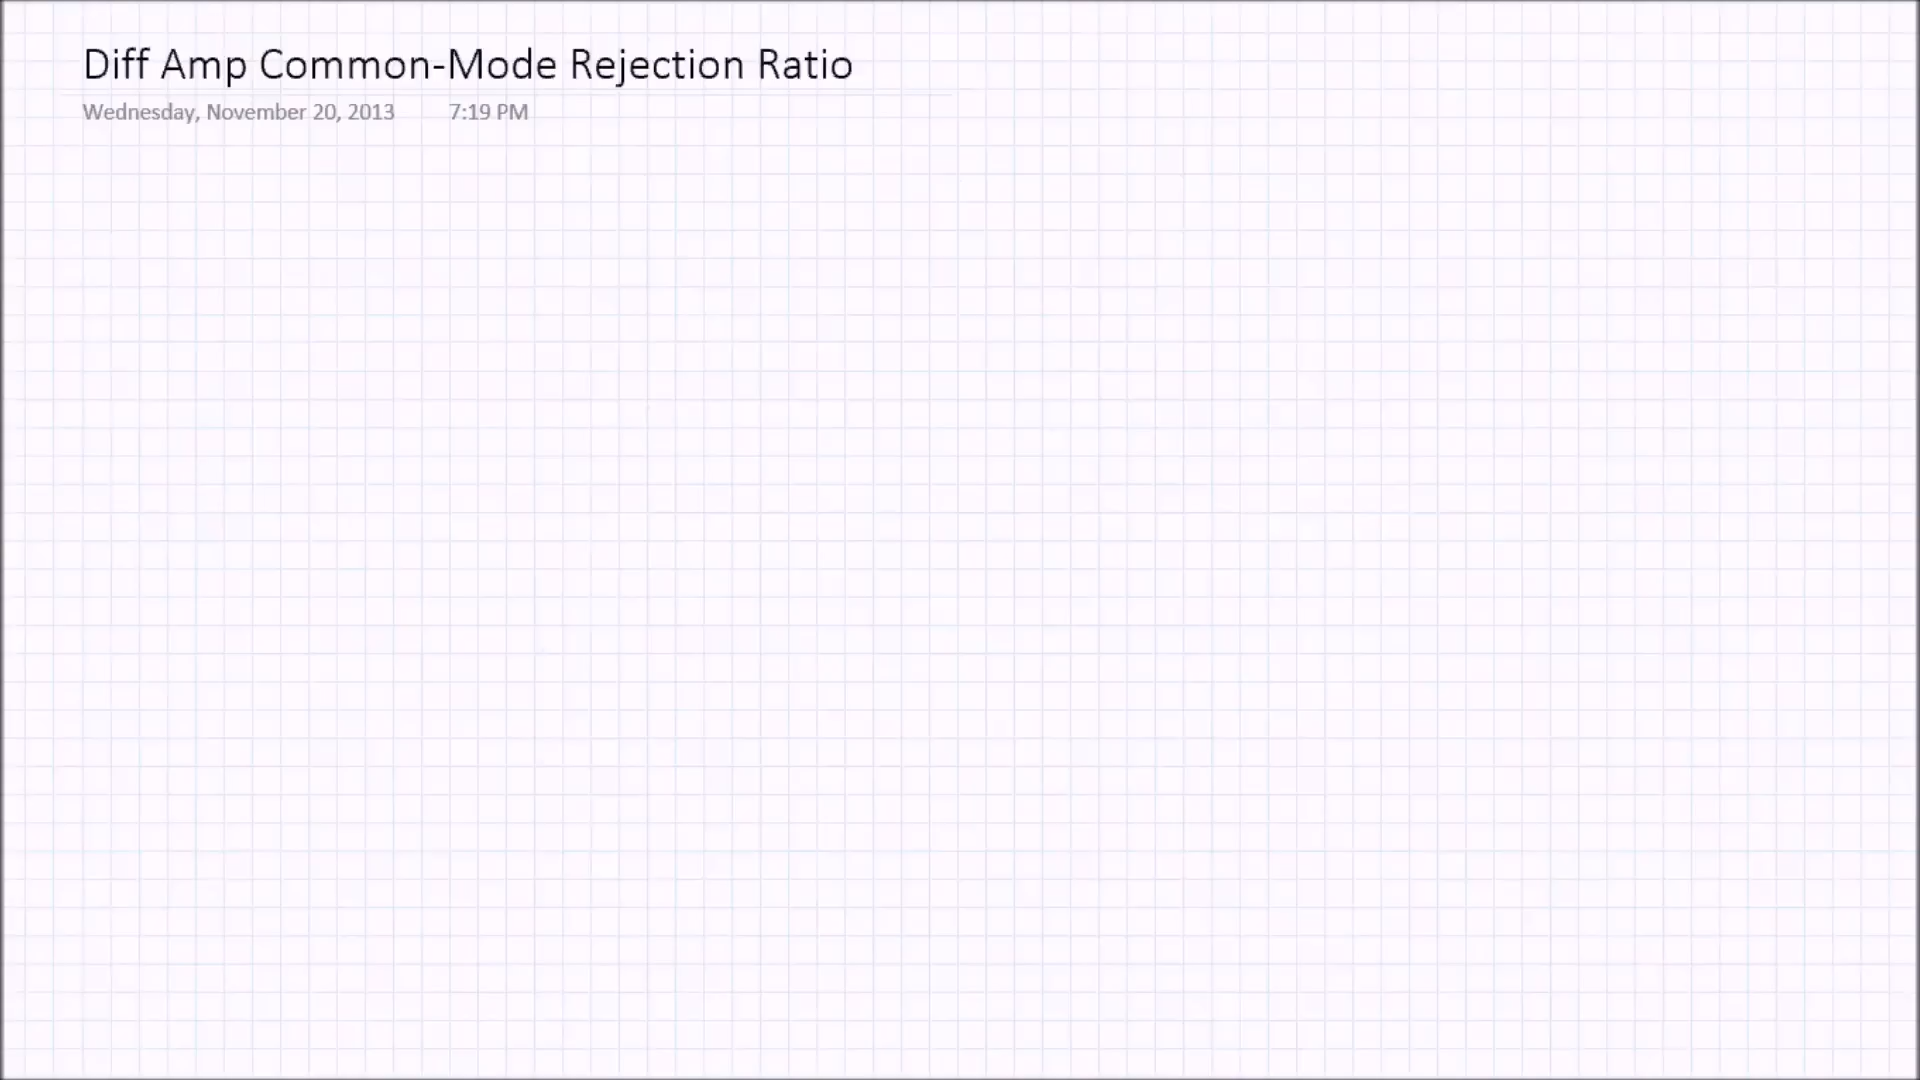 Diff Amp Common-Mode Rejection Ratio
Wednesday, November 20, 2013 7:19 PM